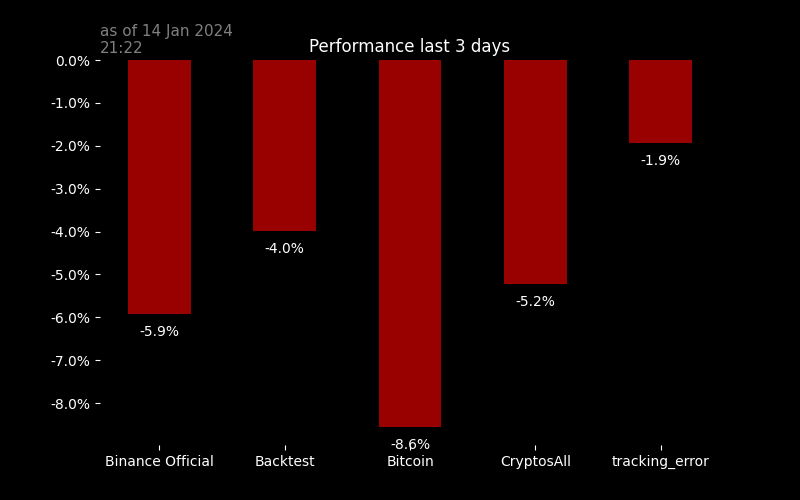 as of 14 Jan 2024
21:22
Performance last 3 days
0.0%
-1.0%
-2.0%
-3.0%
-4.0%
-5.0%
-6.0%
-7.0%
-8.0%
-5.9%
-4.0%
-8.6%
-5.2%
-1.9%
Binance Official
Backtest
Bitcoin
CryptosAll
tracking_error